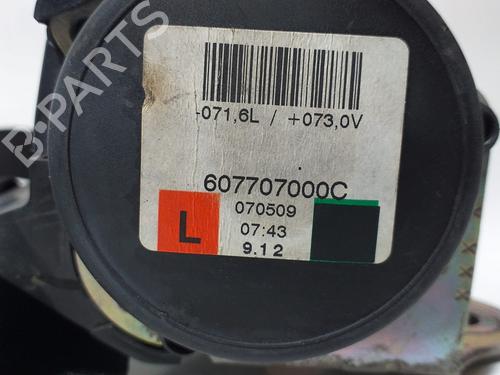 B-PARTS
-071,6L / +073,0V
607707000C
070509
L
07:43
9.12